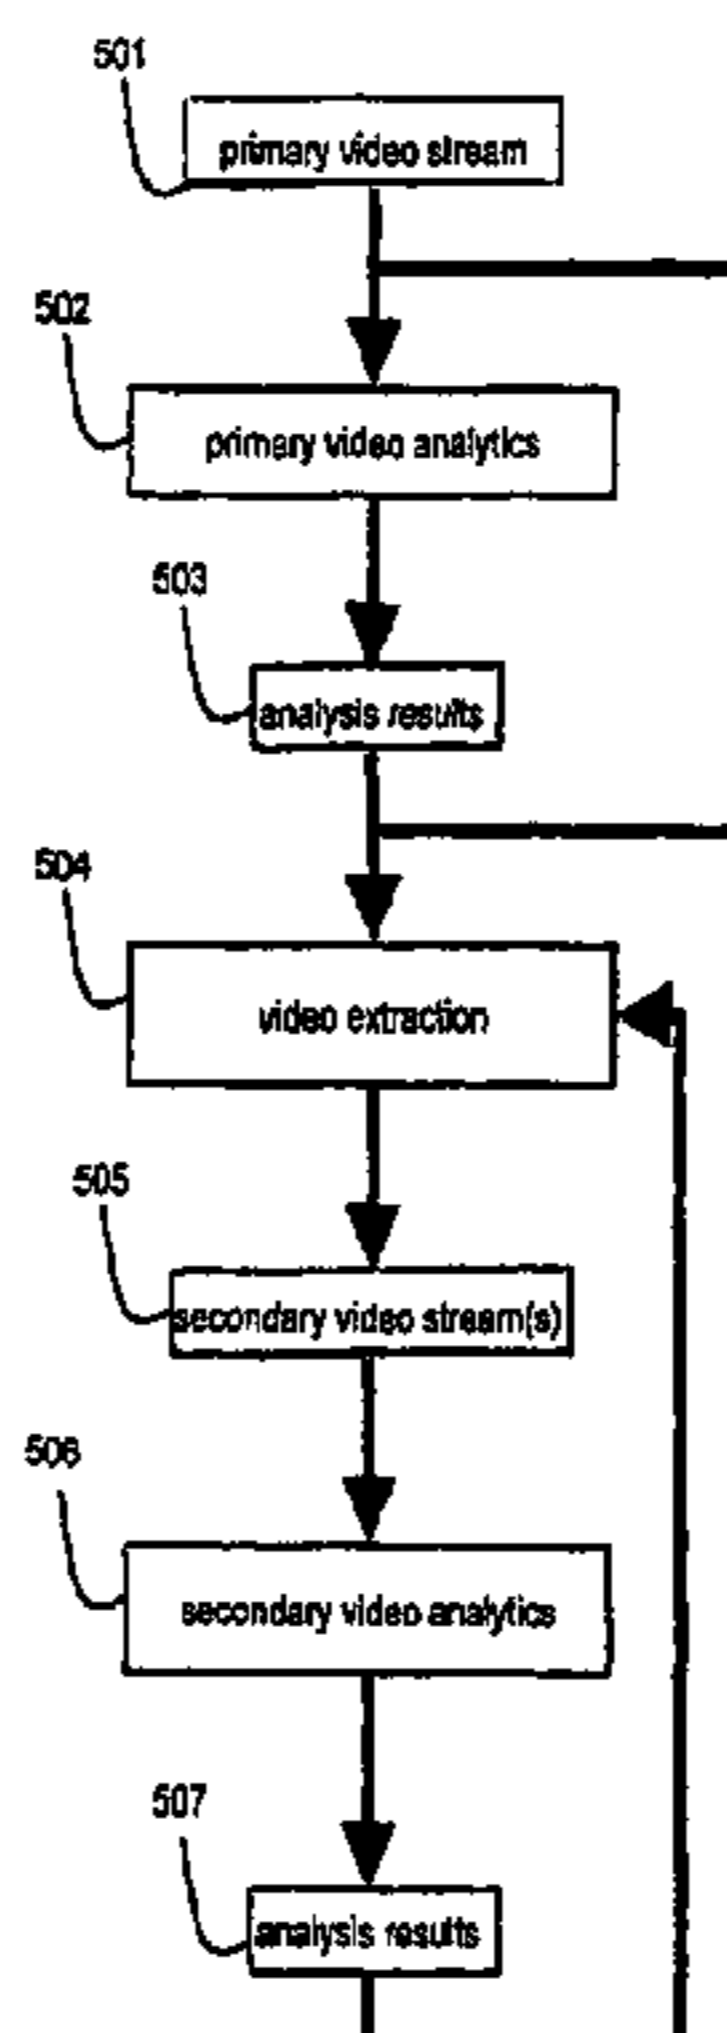 501
primary video stream
502
primary video analytics
503
analysis results
504
video extraction
505
secondary video stream(s)
506
secondary video analytics
507
analysis results